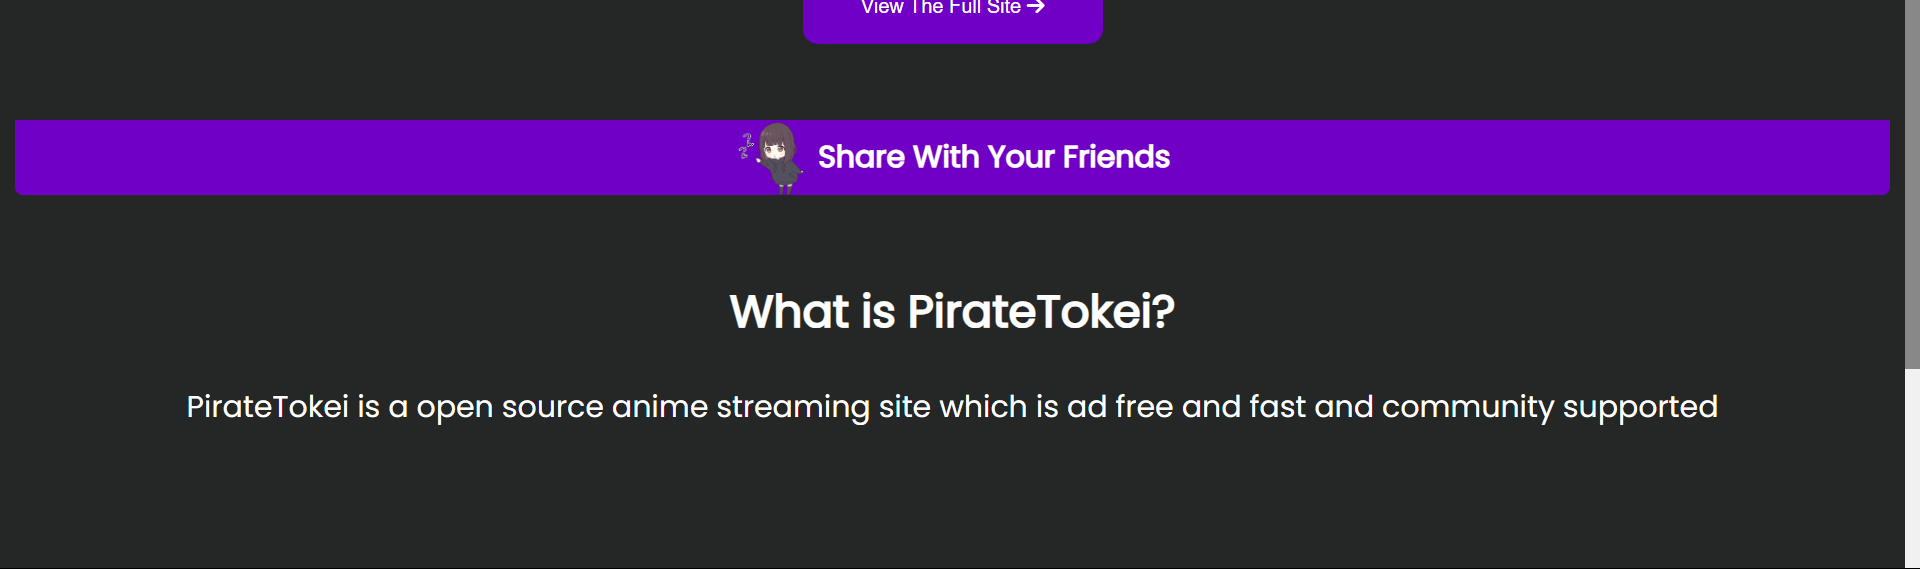 View The Full Site
Share With Your Friends
What is PirateTokei?
PirateTokei is a open source anime streaming site which is ad free and fast and community supported